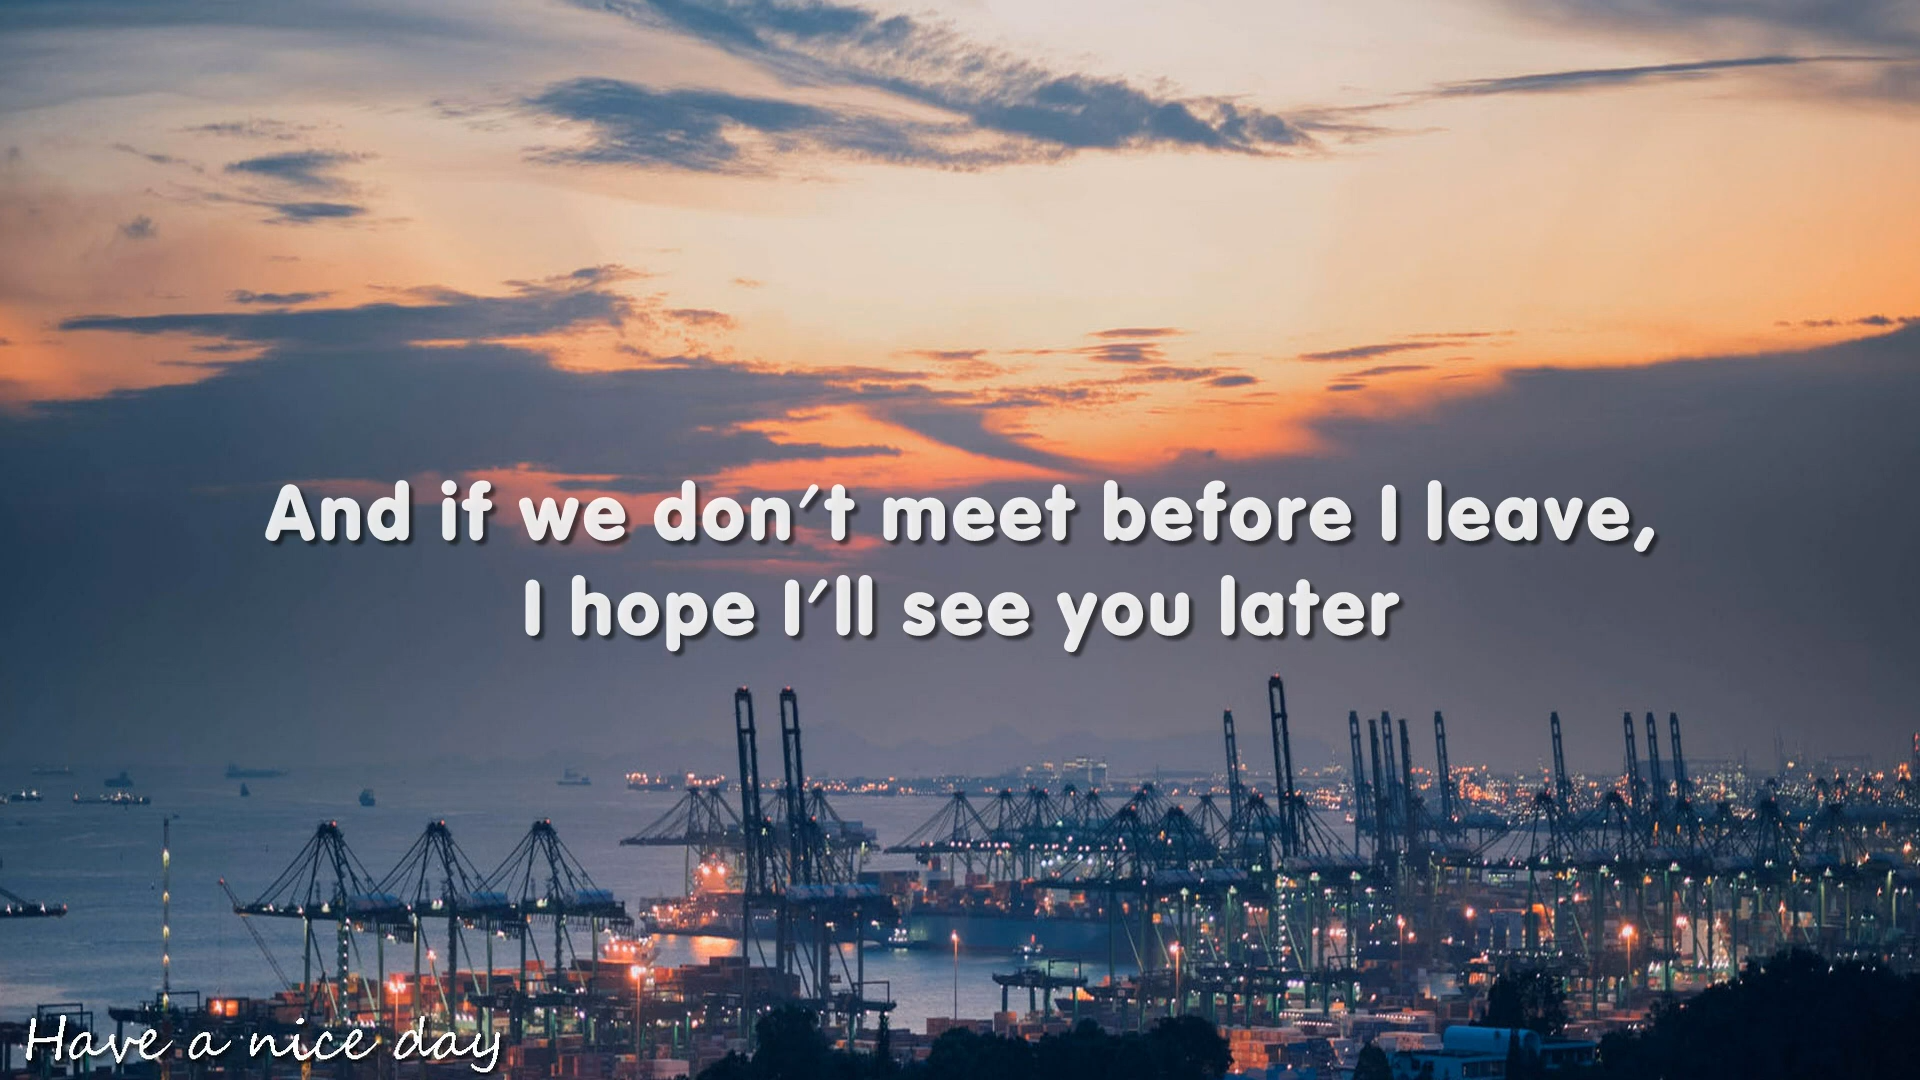 And if we don't meet before I leave,
I hope I'll see you later
Have a nice day